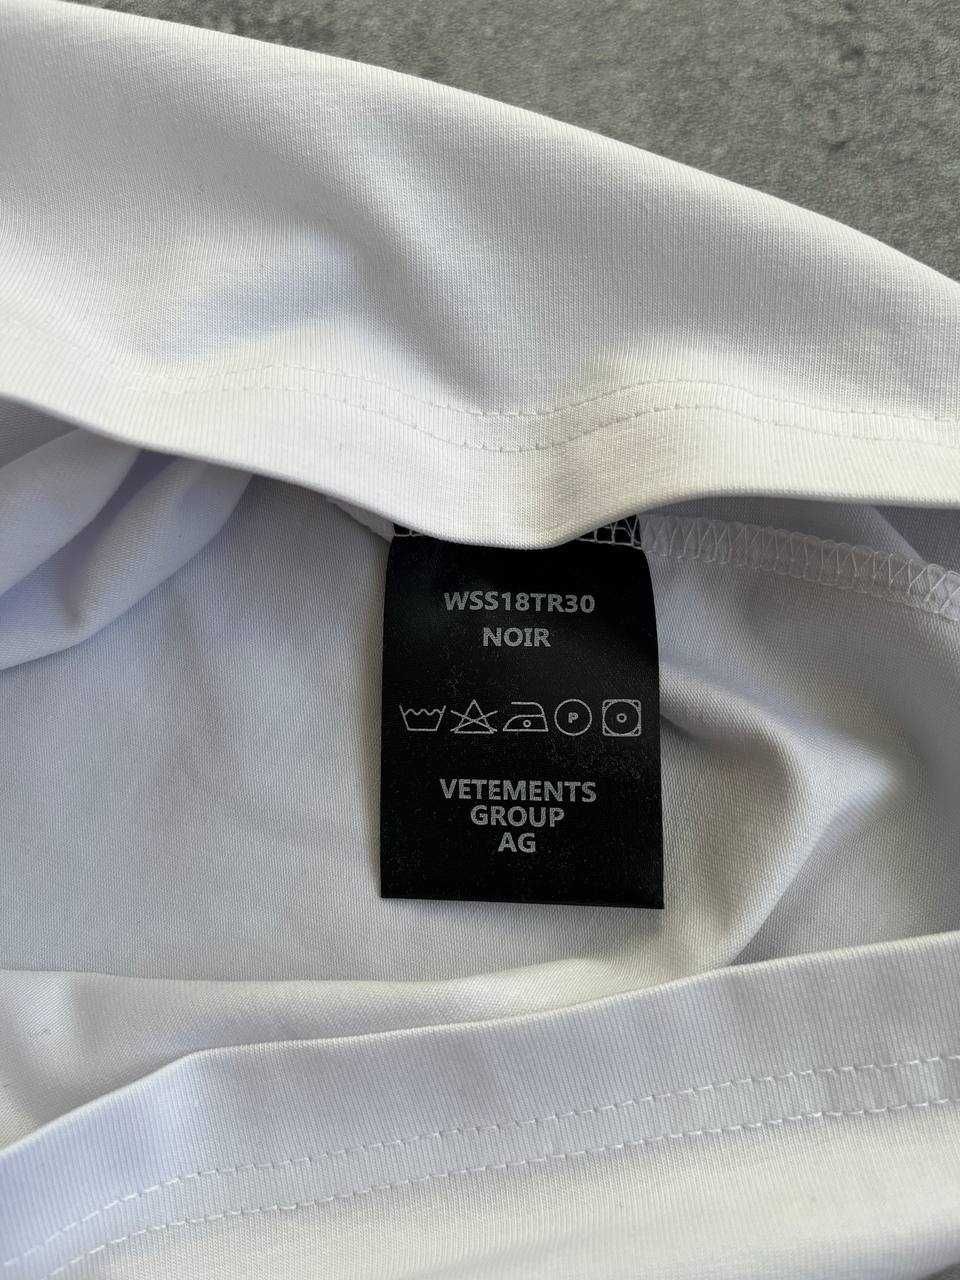 WSS18TR30
NOIR
P
VETEMENTS
GROUP
AG